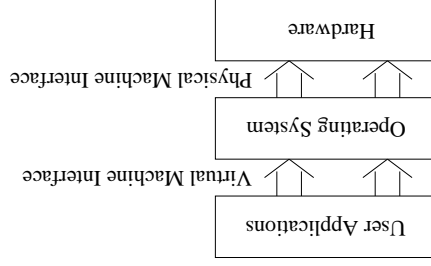 User Applications
Virtual Machine Interface
Operating System
Physical Machine Interface
Hardware